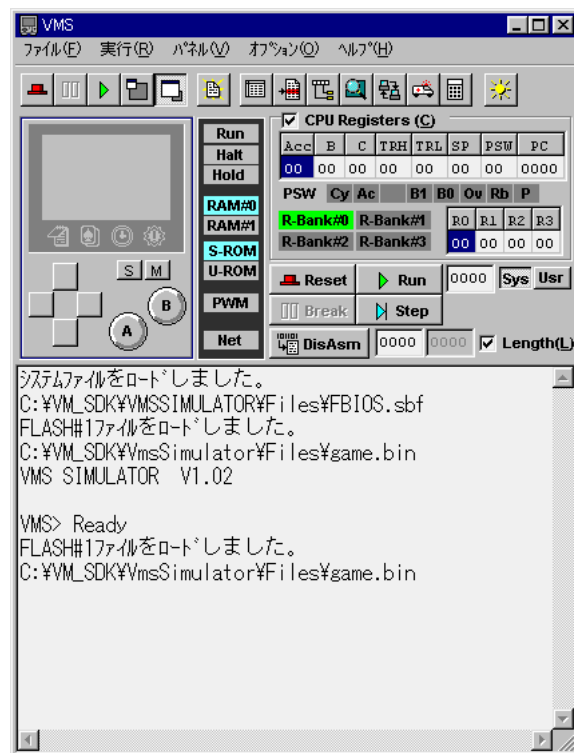 VMS
ファイル(F) 実行(R) パネル(V) オプション(O) ヘルプ(H)
Run
Halt
Hold
RAM#0
RAM#1
S-ROM
U-ROM
PWM
Net
S M
B
A
CPU Registers (C)
Acc B C TRH TRL SP PSW PC
00 00 00 00 00 00 00 0000
PSW Cy Ac B1 B0 Ov Rb P
R-Bank#0 R-Bank#1 R0 R1 R2 R3
R-Bank#2 R-Bank#3 00 00 00 00
Reset Run 0000 Sys Usr
Break Step
DisAsm 0000 0000 Length(L)
システムファイルをロードしました。
C:¥VM_SDK¥VMSSIMULATOR¥Files¥FBIOS.sbf
FLASH#1ファイルをロードしました。
C:¥VM_SDK¥VmsSimulator¥Files¥game.bin
VMS SIMULATOR V1.02
VMS> Ready
FLASH#1ファイルをロードしました。
C:¥VM_SDK¥VmsSimulator¥Files¥game.bin